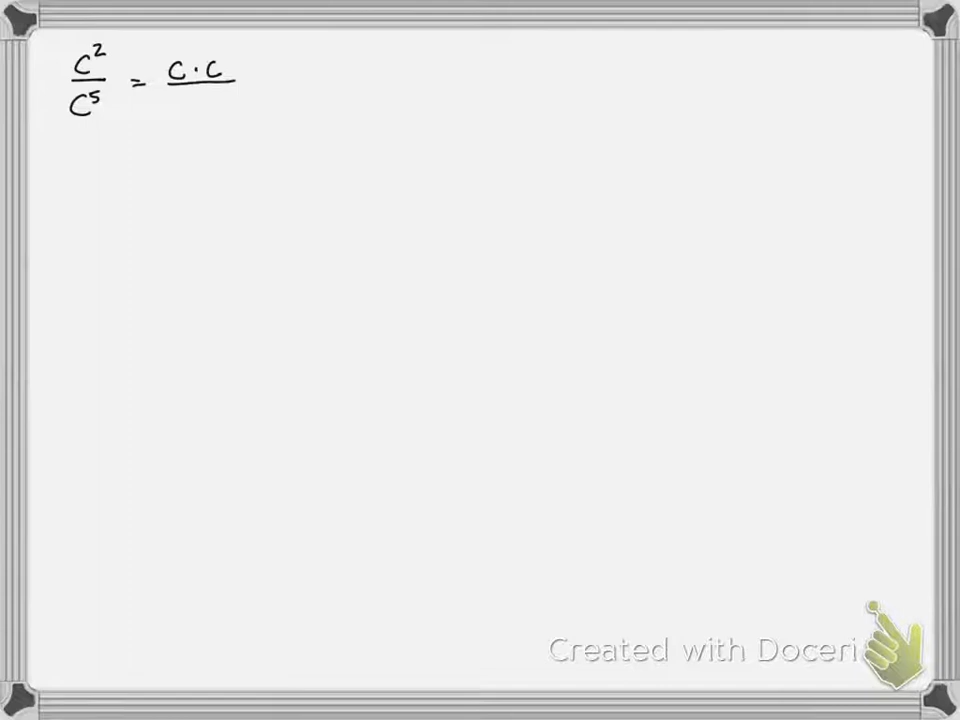 c²/c⁵ = c · c/
Created with Doceri